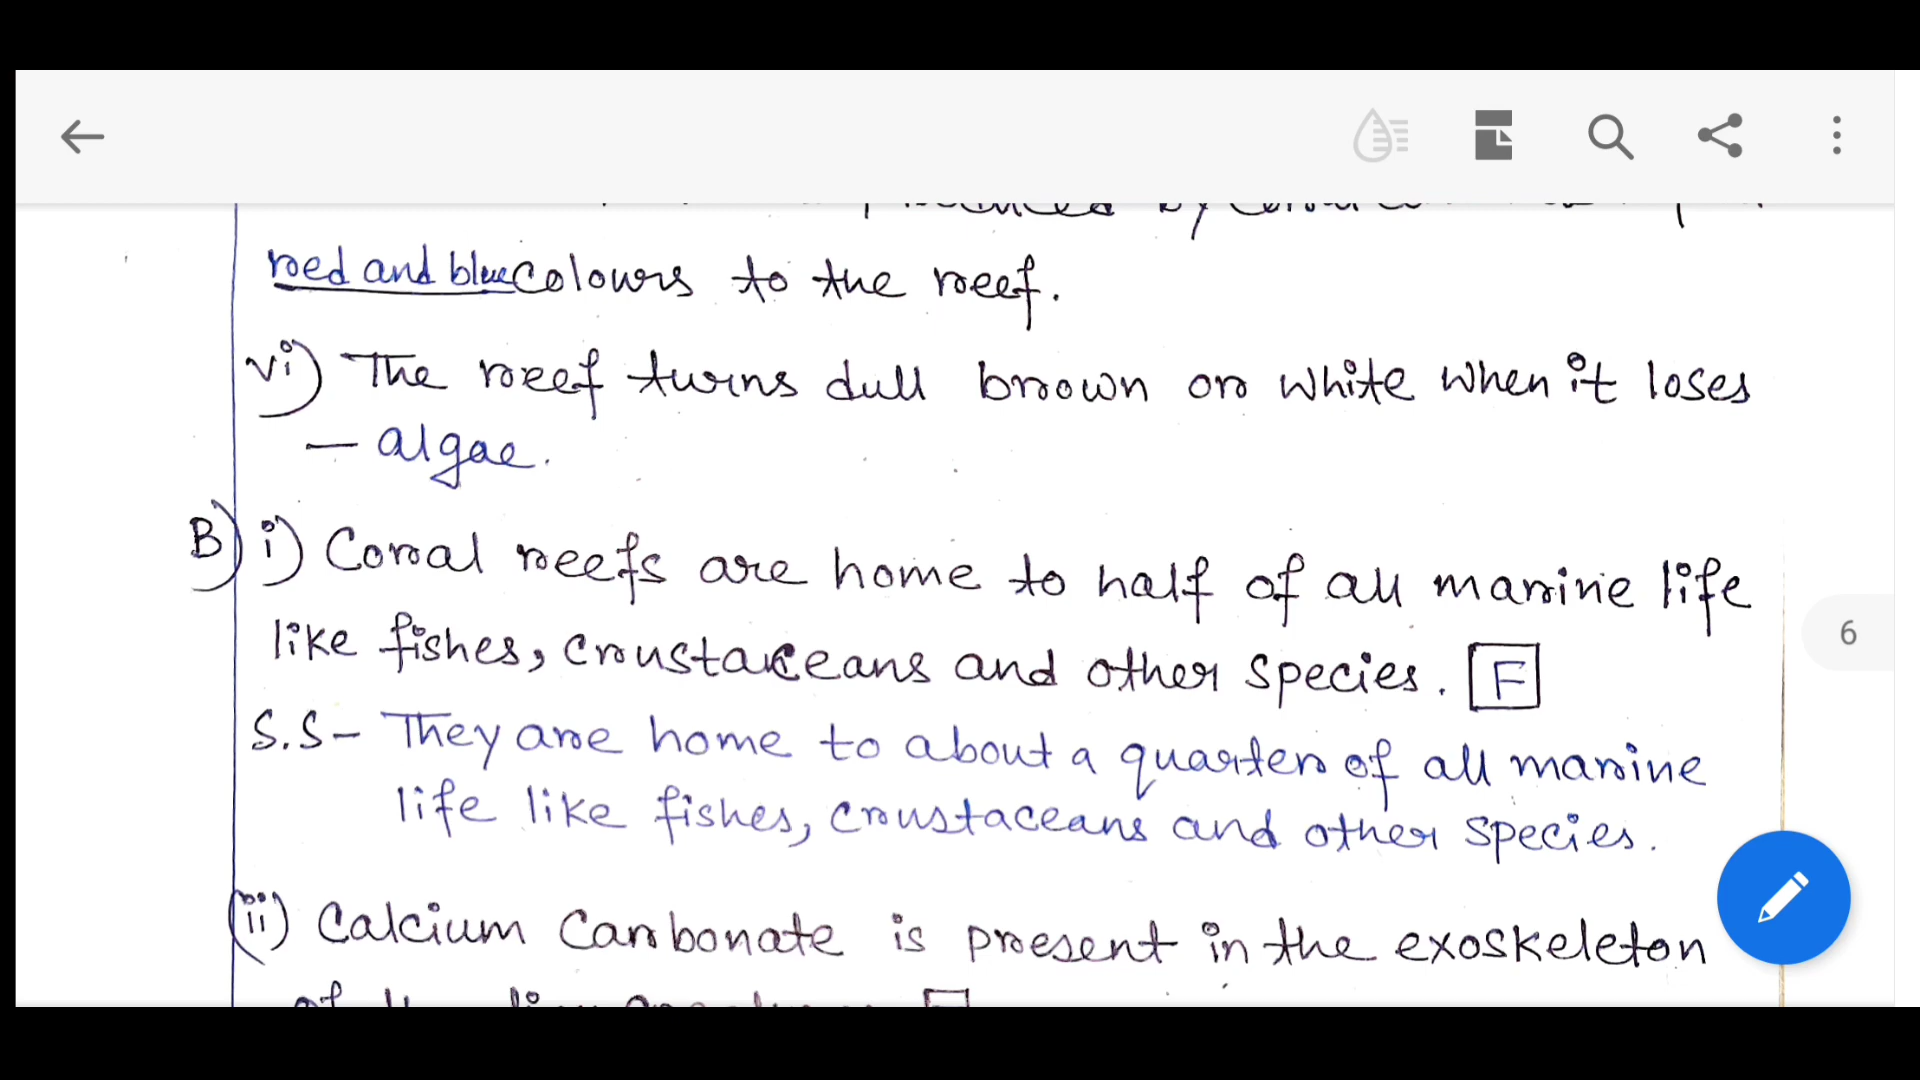 by
red and blue colours to the reef.
vi) The reef turns dull brown or white when it loses
— algae.
B) i) Coral reefs are home to half of all marine life
like fishes, crustaceans and other species. F
S.S - They are home to about a quarter of all marine
life like fishes, crustaceans and other species.
(ii) Calcium Carbonate is present in the exoskeleton
of
6